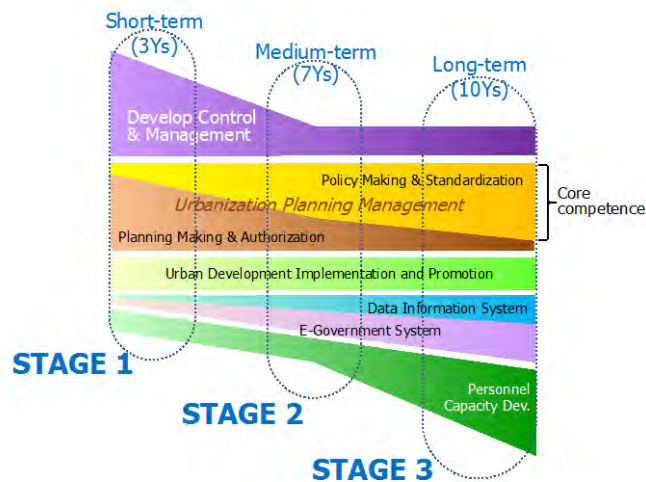 Short-term
(3Ys)
Medium-term
(7Ys)
Long-term
(10Ys)
Develop Control
& Management
Policy Making & Standardization
Urbanization Planning Management
Core
competence
Planning Making & Authorization
Urban Development Implementation and Promotion
Data Information System
E-Government System
STAGE 1
Personnel
Capacity Dev.
STAGE 2
STAGE 3